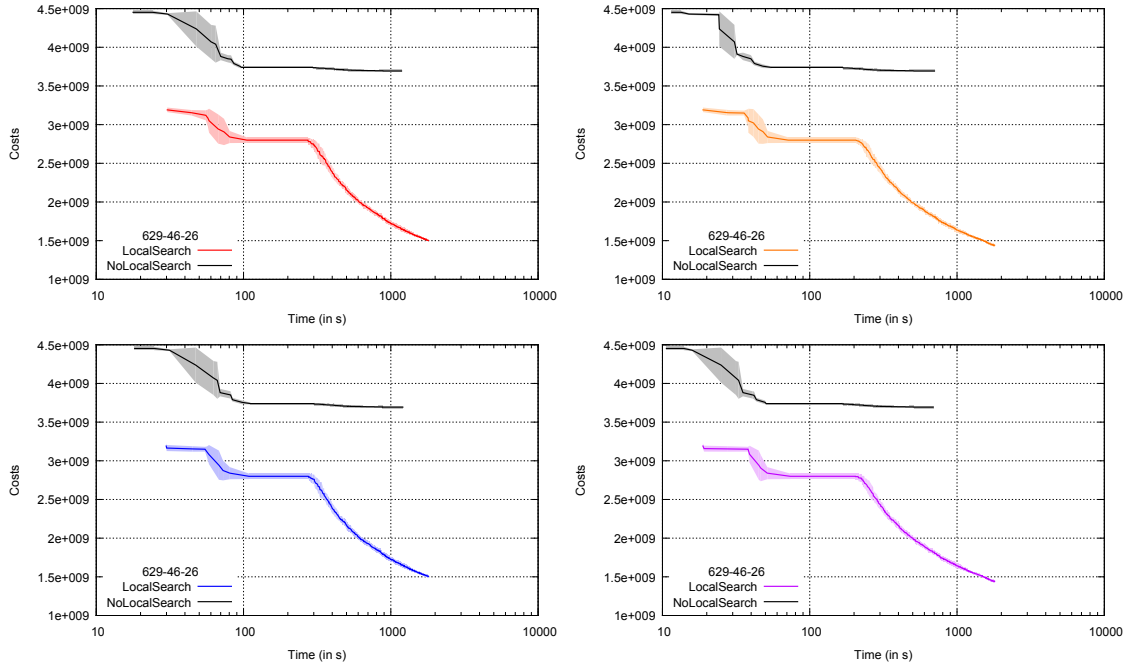 4.5e+009
4e+009
3.5e+009
3e+009
2.5e+009
2e+009
1.5e+009
1e+009
Costs
629-46-26
LocalSearch
NoLocalSearch
10 100 1000 10000
Time (in s)
4.5e+009
4e+009
3.5e+009
3e+009
2.5e+009
2e+009
1.5e+009
1e+009
Costs
629-46-26
LocalSearch
NoLocalSearch
10 100 1000 10000
Time (in s)
4.5e+009
4e+009
3.5e+009
3e+009
2.5e+009
2e+009
1.5e+009
1e+009
Costs
629-46-26
LocalSearch
NoLocalSearch
10 100 1000 10000
Time (in s)
4.5e+009
4e+009
3.5e+009
3e+009
2.5e+009
2e+009
1.5e+009
1e+009
Costs
629-46-26
LocalSearch
NoLocalSearch
10 100 1000 10000
Time (in s)